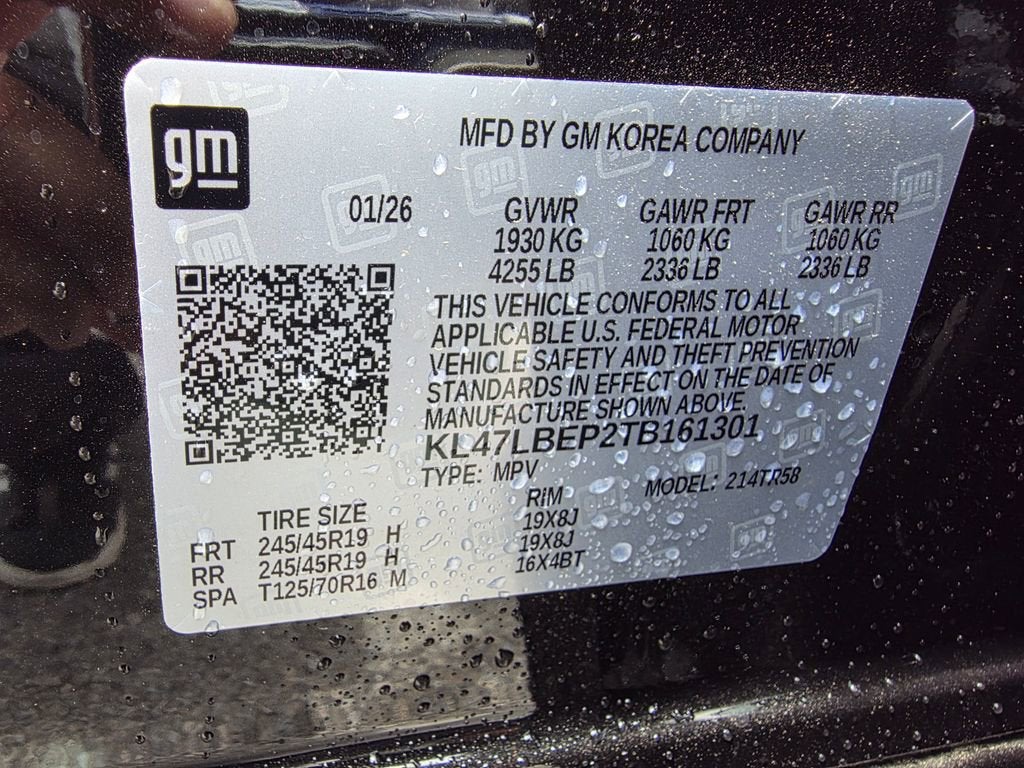 gm
MFD BY GM KOREA COMPANY
01/26 GVWR GAWR FRT GAWR RR
1930 KG 1060 KG 1060 KG
4255 LB 2336 LB 2336 LB
THIS VEHICLE CONFORMS TO ALL
APPLICABLE U.S. FEDERAL MOTOR
VEHICLE SAFETY AND THEFT PREVENTION
STANDARDS IN EFFECT ON THE DATE OF
MANUFACTURE SHOWN ABOVE.
KL47LBEP2TB161301
TYPE: MPV MODEL: 214TR58
TIRE SIZE RIM
FRT 245/45R19 H 19X8J
RR 245/45R19 H 19X8J
SPA T125/70R16 M 16X4BT